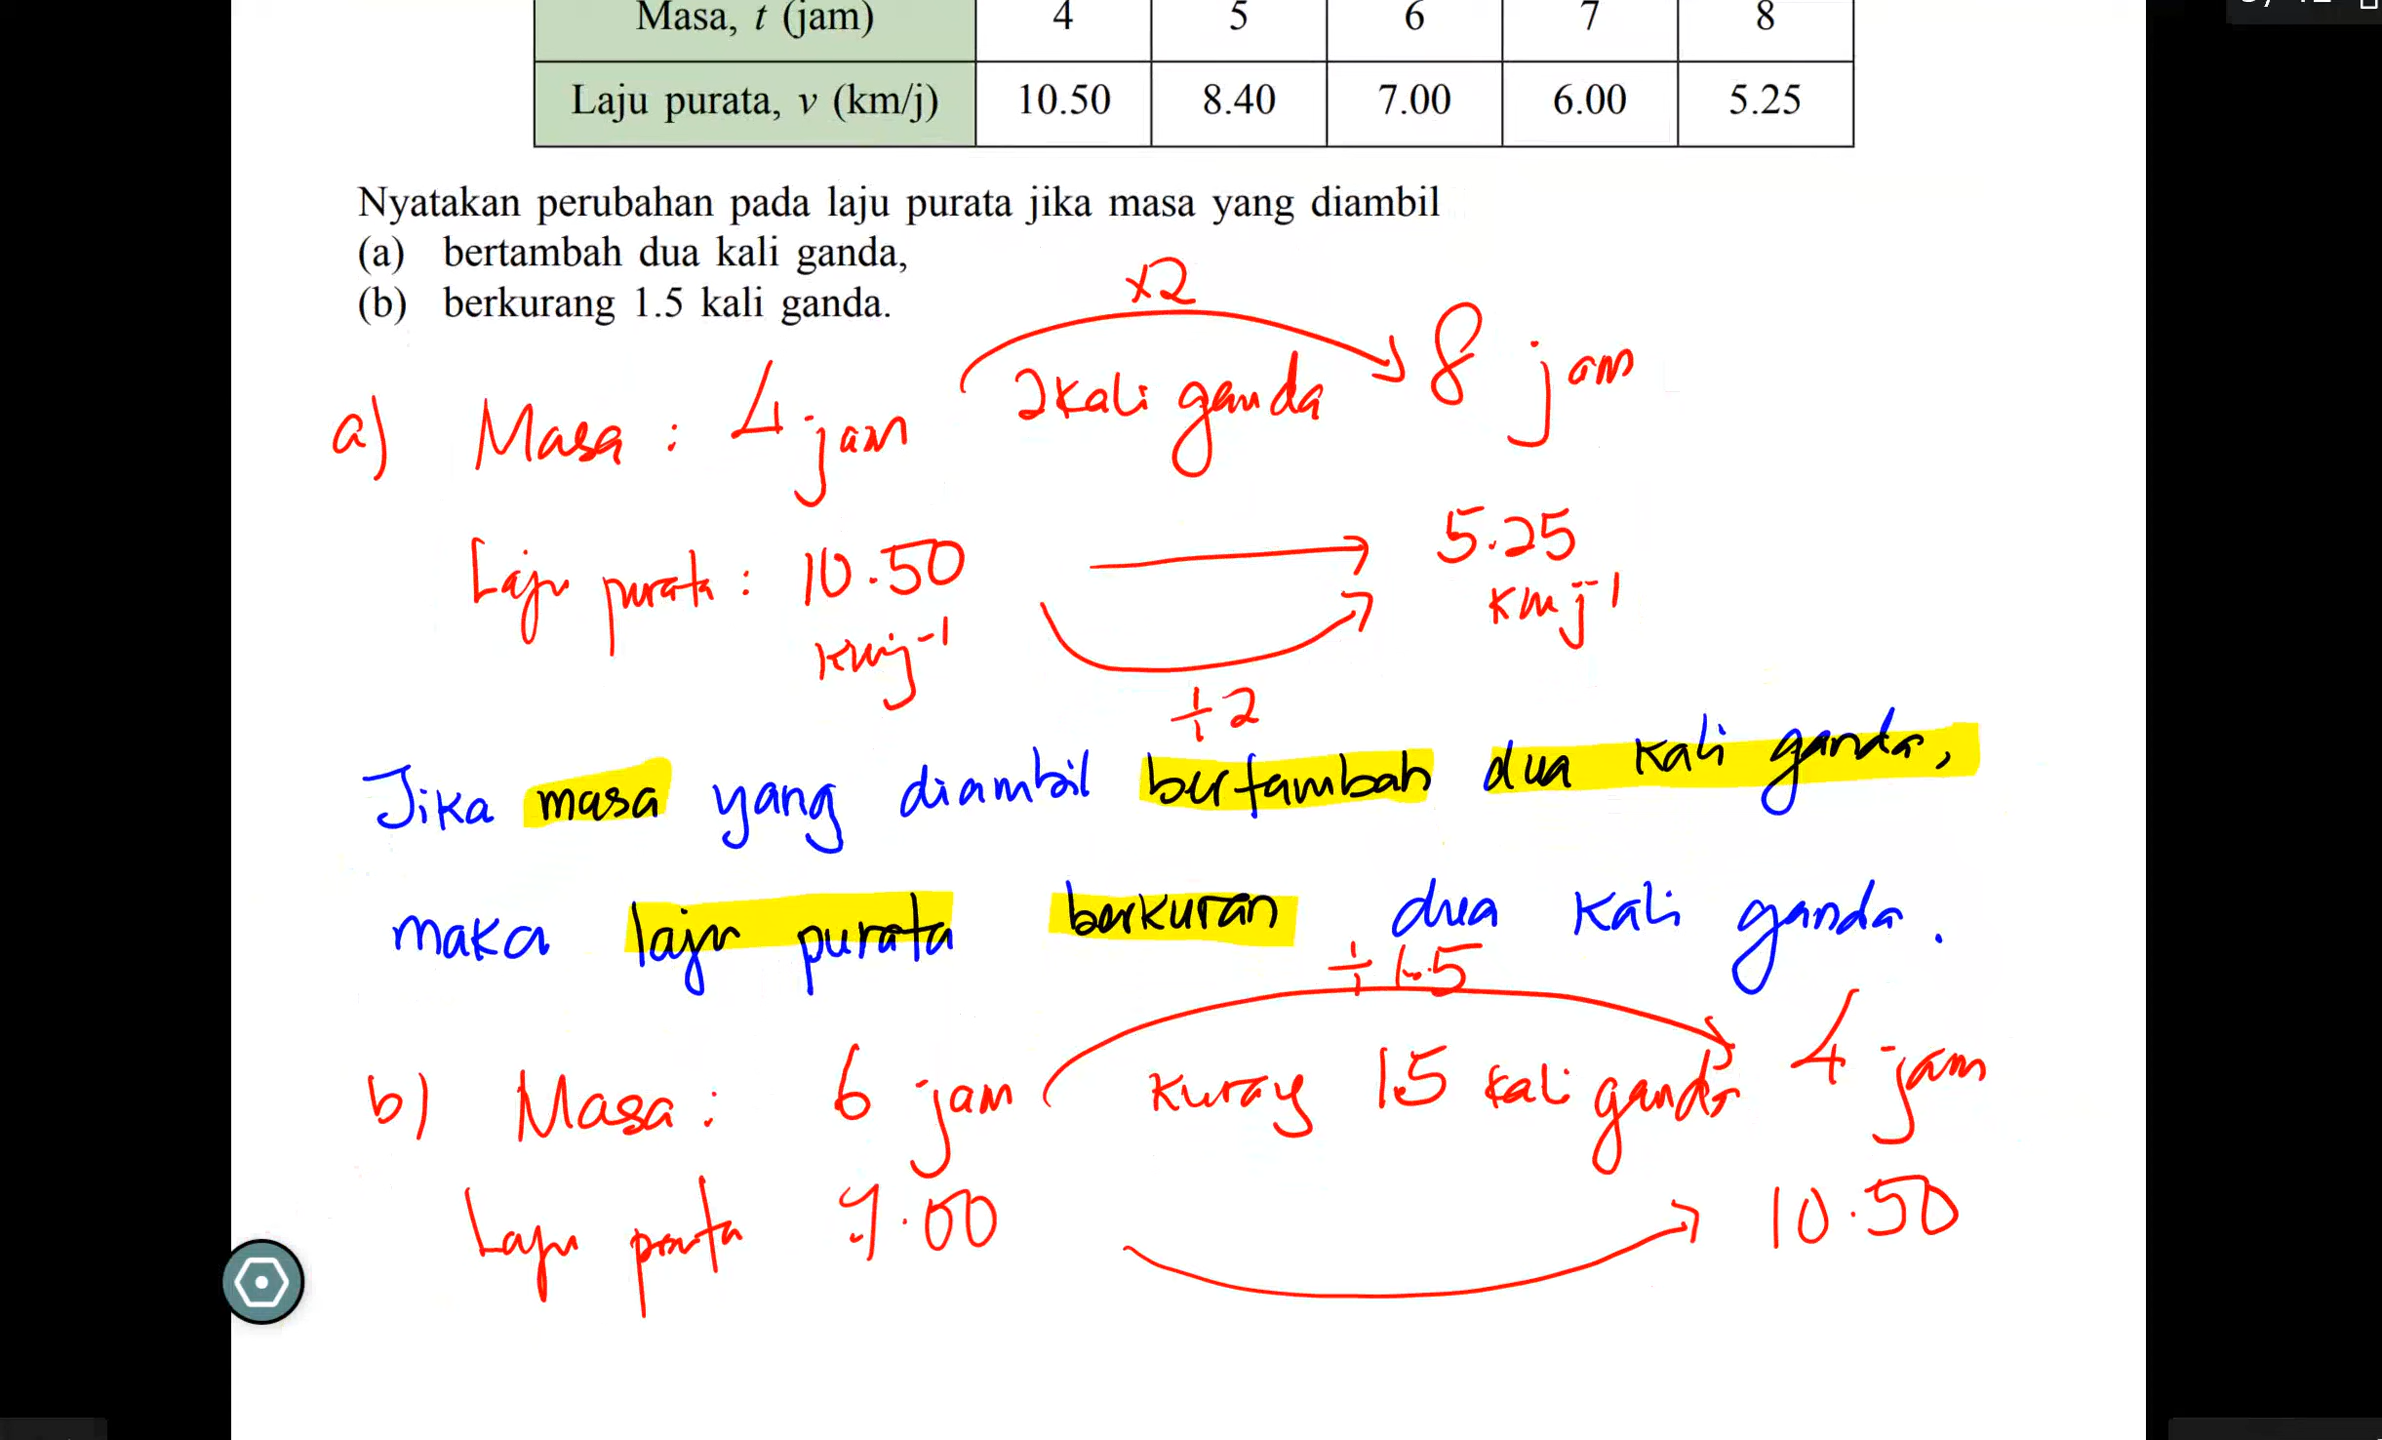 Masa, t (jam) 4 5 6 7 8
Laju purata, v (km/j) 10.50 8.40 7.00 6.00 5.25
Nyatakan perubahan pada laju purata jika masa yang diambil
(a) bertambah dua kali ganda,
(b) berkurang 1.5 kali ganda.
×2
a) Masa : 4 jam 2 kali ganda 8 jam
Laju purata : 10.50 5.25
kmj⁻¹ kmj⁻¹
÷2
Jika masa yang diambil bertambah dua kali ganda,
maka laju purata berkuran dua kali ganda.
÷ 1.5
b) Masa : 6 jam kurang 1.5 kali ganda 4 jam
Laju purata 7.00 10.50